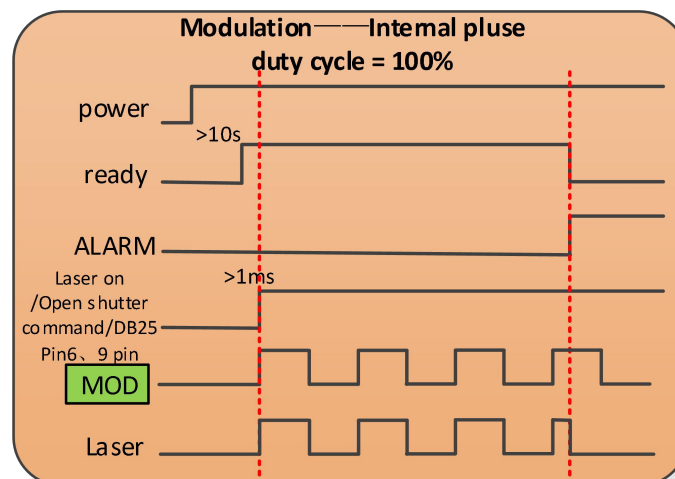 Modulation——Internal pluse
duty cycle = 100%
power
>10s
ready
ALARM
Laser on
>1ms
/Open shutter
command/DB25
Pin6、9 pin
MOD
Laser